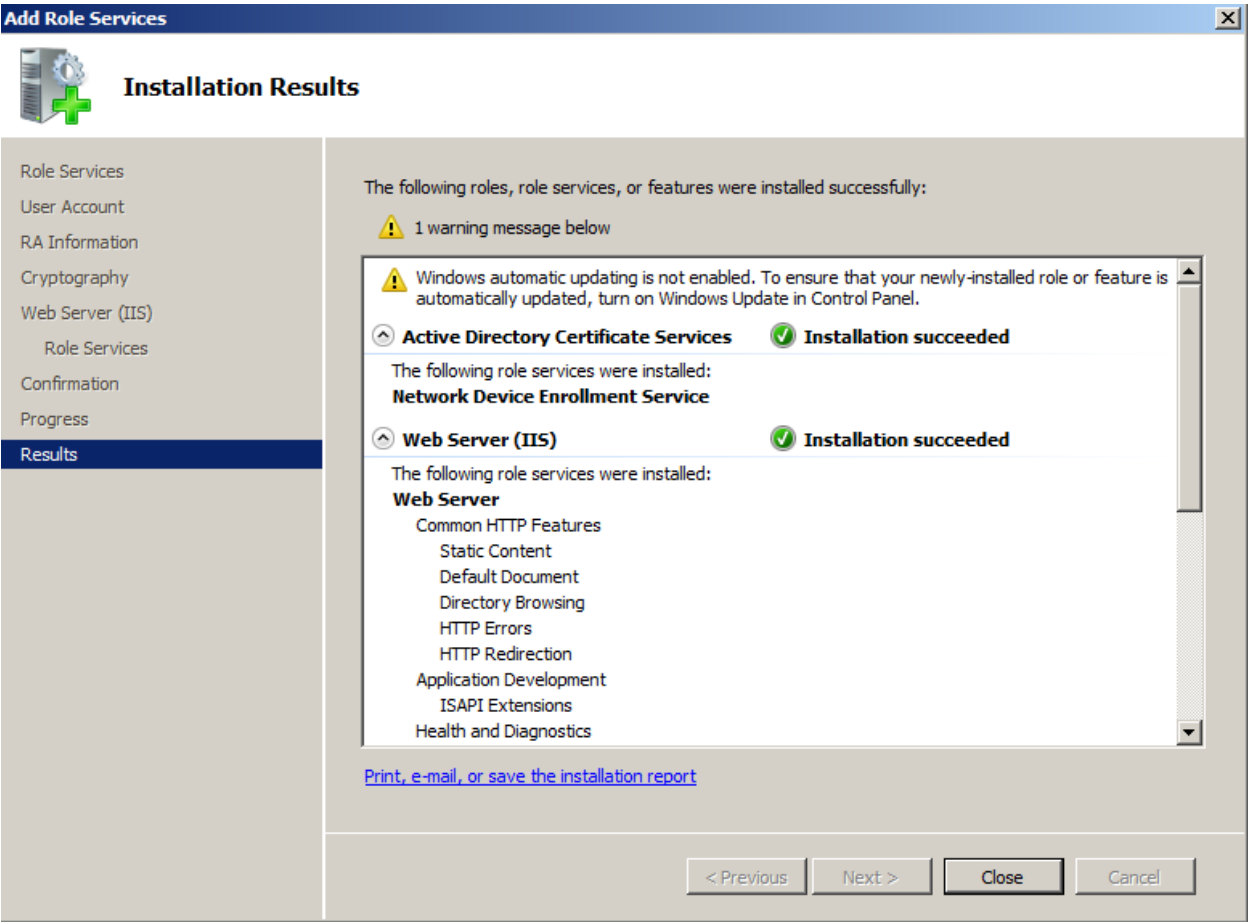 Add Role Services
Installation Results
Role Services
User Account
RA Information
Cryptography
Web Server (IIS)
Role Services
Confirmation
Progress
Results
The following roles, role services, or features were installed successfully:
1 warning message below
Windows automatic updating is not enabled. To ensure that your newly-installed role or feature is
automatically updated, turn on Windows Update in Control Panel.
Active Directory Certificate Services Installation succeeded
The following role services were installed:
Network Device Enrollment Service
Web Server (IIS) Installation succeeded
The following role services were installed:
Web Server
Common HTTP Features
Static Content
Default Document
Directory Browsing
HTTP Errors
HTTP Redirection
Application Development
ISAPI Extensions
Health and Diagnostics
Print, e-mail, or save the installation report
< Previous Next > Close Cancel